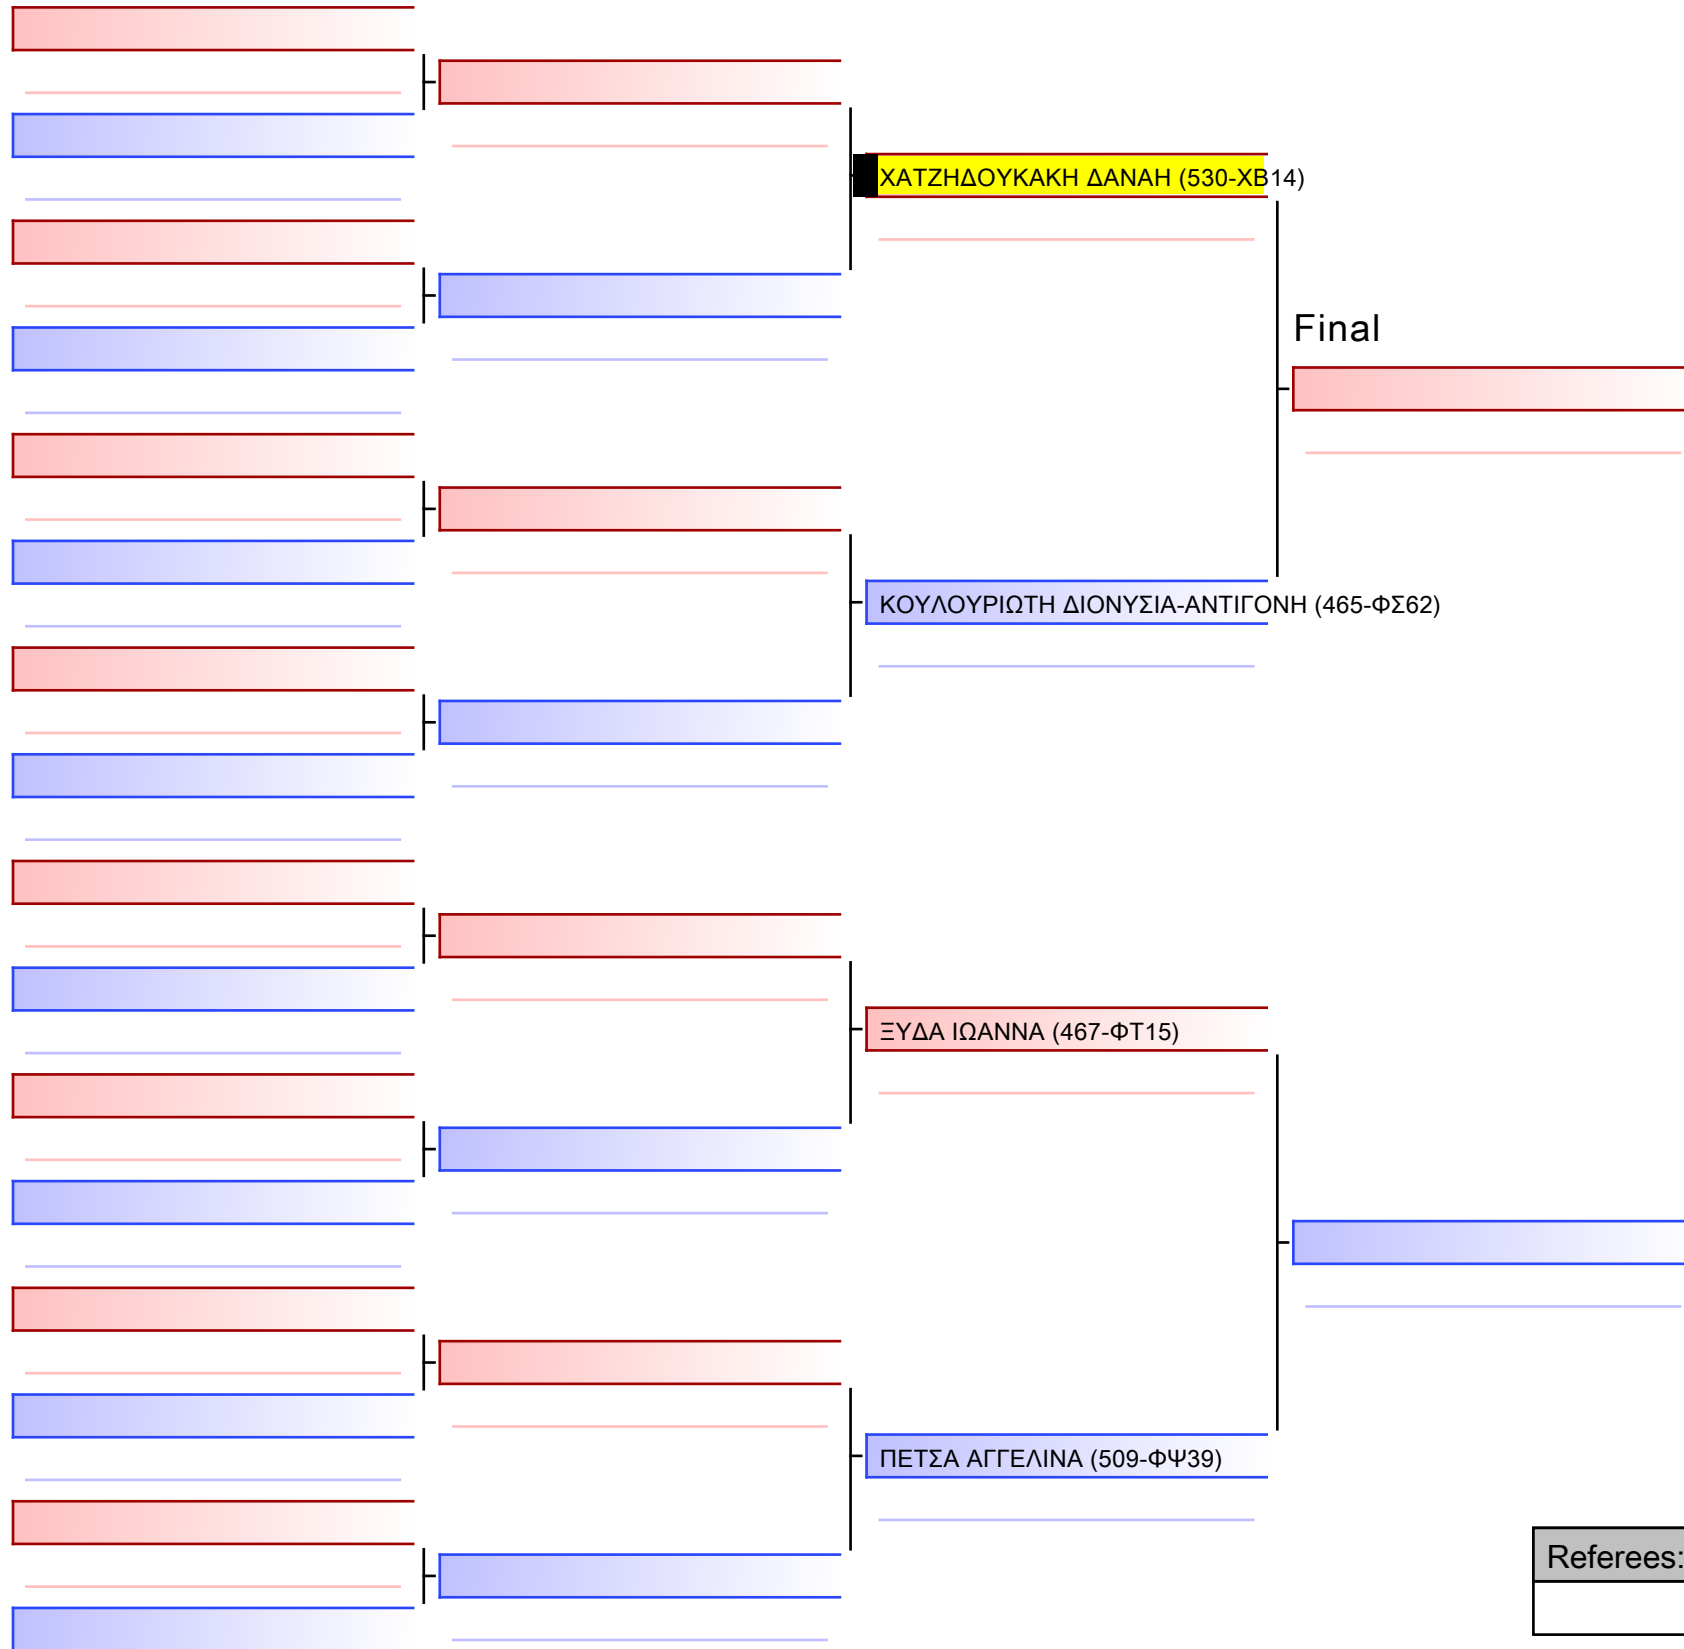 ΧΑΤΖΗΔΟΥΚΑΚΗ ΔΑΝΑΗ (530-ΧΒ14)
Final
ΚΟΥΛΟΥΡΙΩΤΗ ΔΙΟΝΥΣΙΑ-ΑΝΤΙΓΟΝΗ (465-ΦΣ62)
ΞΥΔΑ ΙΩΑΝΝΑ (467-ΦΤ15)
ΠΕΤΣΑ ΑΓΓΕΛΙΝΑ (509-ΦΨ39)
Referees: